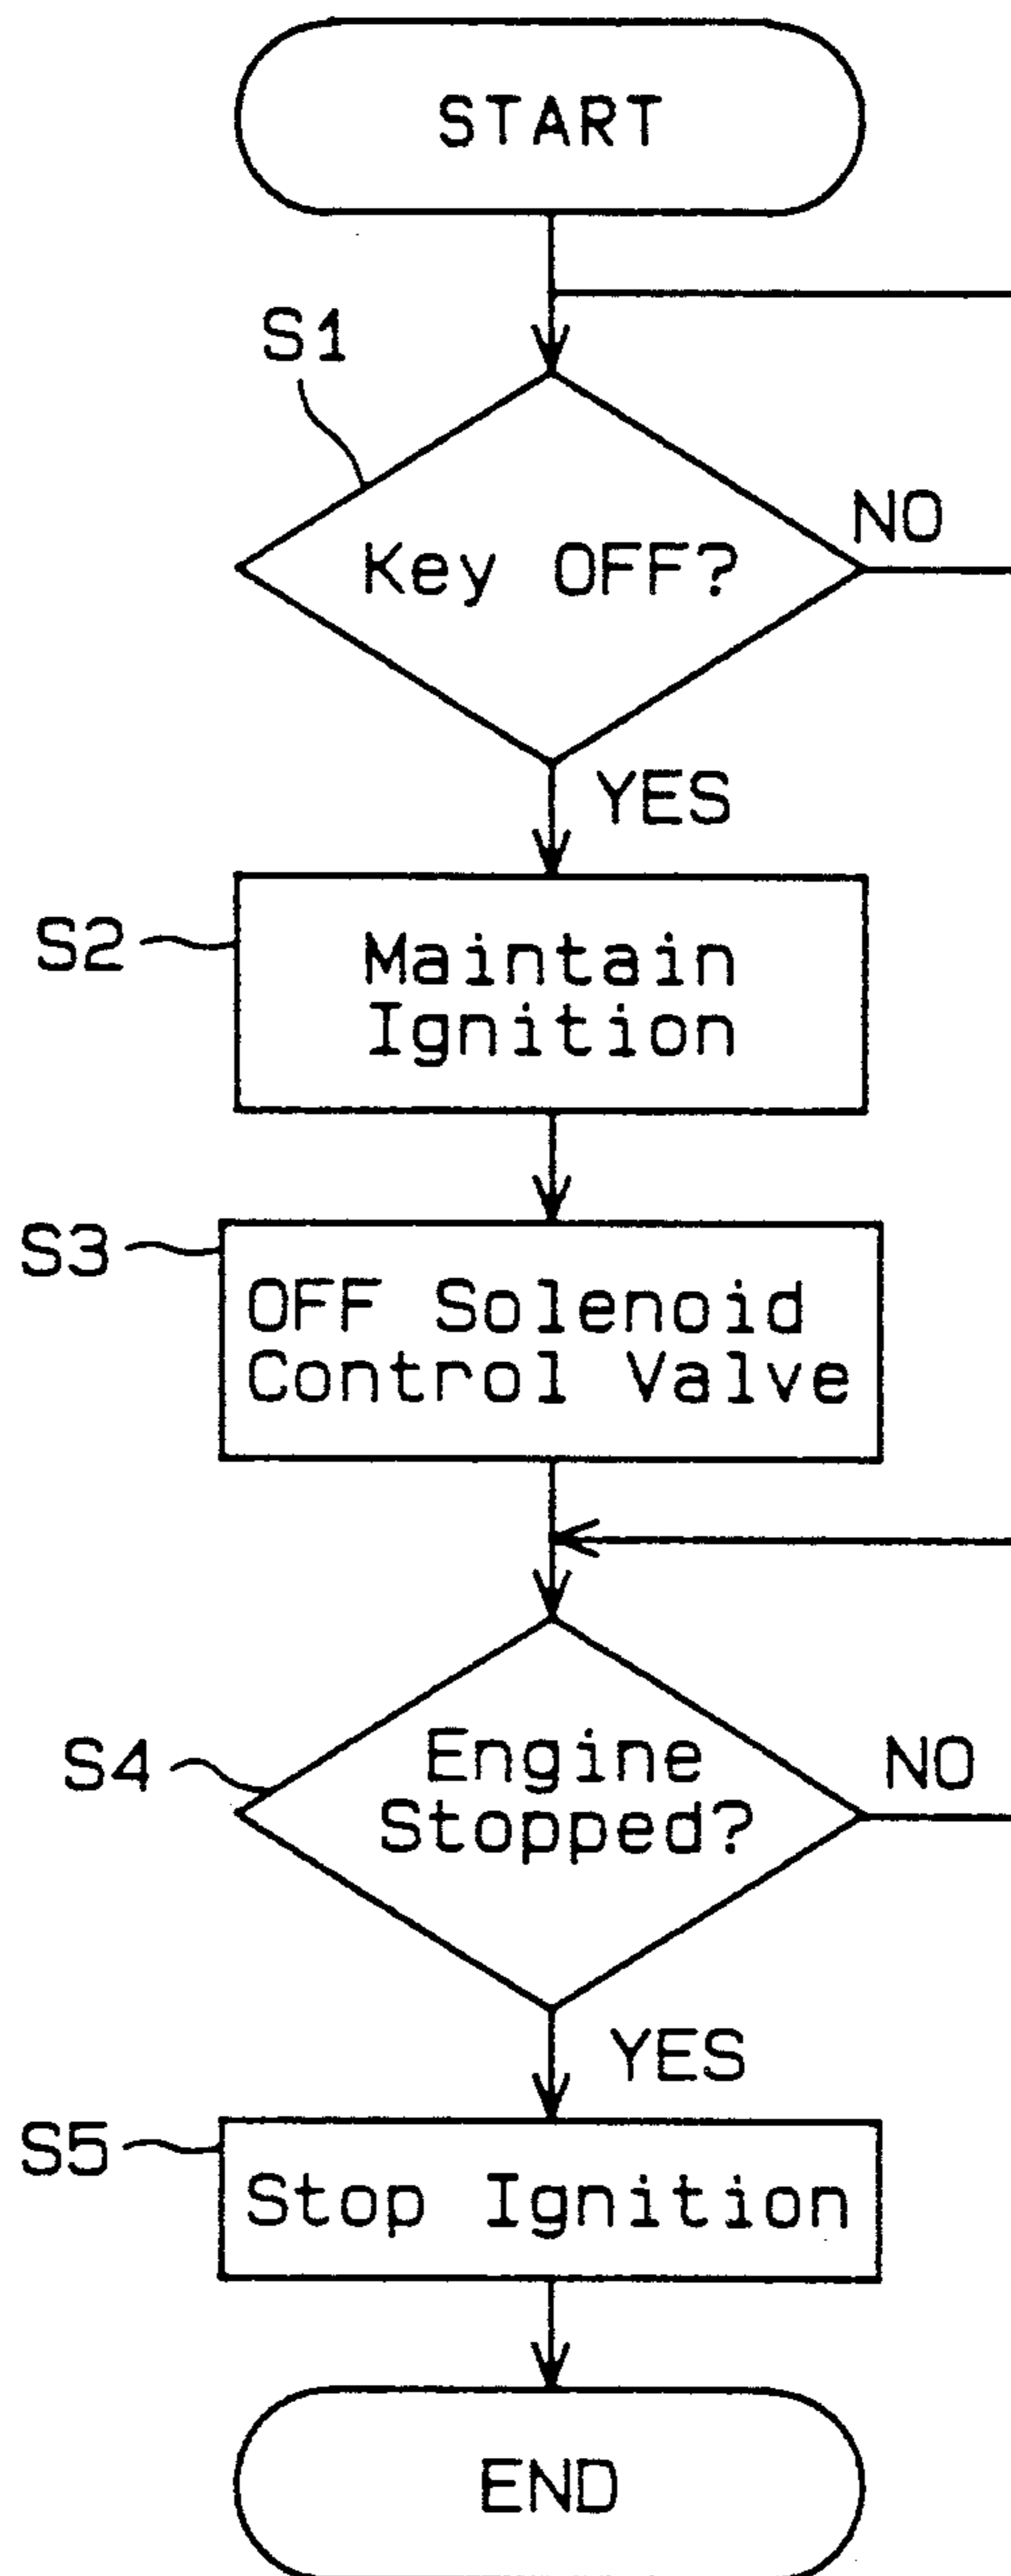 START
S1
Key OFF?
NO
YES
S2
Maintain
Ignition
S3
OFF Solenoid
Control Valve
S4
Engine
Stopped?
NO
YES
S5
Stop Ignition
END